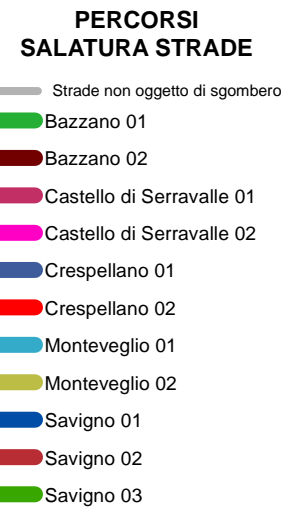 PERCORSI
SALATURA STRADE
Strade non oggetto di sgombero
Bazzano 01
Bazzano 02
Castello di Serravalle 01
Castello di Serravalle 02
Crespellano 01
Crespellano 02
Monteveglio 01
Monteveglio 02
Savigno 01
Savigno 02
Savigno 03